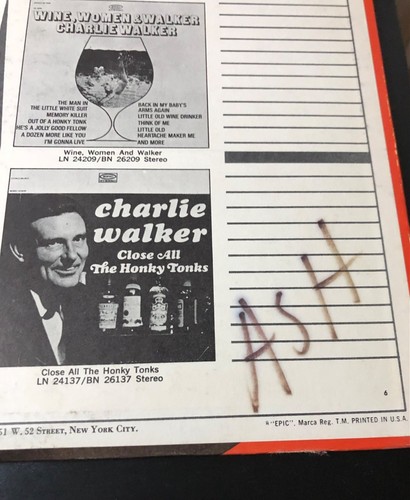 WINE, WOMEN & WALKER
CHARLIE WALKER
THE MAN IN
THE LITTLE WHITE SUIT
MEMORY KILLER
OUT OF A HONKY TONK
HE'S A JOLLY GOOD FELLOW
A DOZEN MORE LIKE YOU
I'M GONNA LIVE
BACK IN MY BABY'S
ARMS AGAIN
LITTLE OLD WINE DRINKER
THINK OF ME
LITTLE OLD
HEARTACHE MAKER ME
AND MORE
Wine, Women And Walker
LN 24209/BN 26209 Stereo
charlie
walker
Close All
The Honky Tonks
Close All The Honky Tonks
LN 24137/BN 26137 Stereo
ASH
6
51 W. 52 STREET, NEW YORK CITY.
® "EPIC", Marca Reg. T.M. PRINTED IN U.S.A.